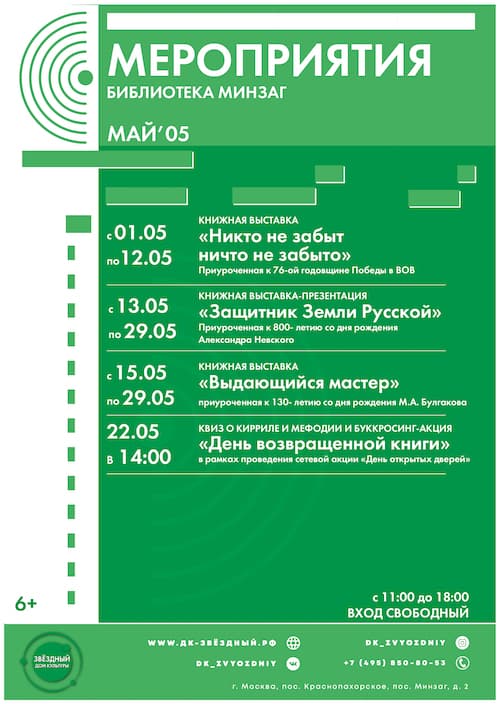 МЕРОПРИЯТИЯ
БИБЛИОТЕКА МИНЗАГ
МАЙ'05
с 01.05
по 12.05
КНИЖНАЯ ВЫСТАВКА
«Никто не забыт
ничто не забыто»
Приуроченная к 76-ой годовщине Победы в ВОВ
с 13.05
по 29.05
КНИЖНАЯ ВЫСТАВКА-ПРЕЗЕНТАЦИЯ
«Защитник Земли Русской»
Приуроченная к 800- летию со дня рождения
Александра Невского
с 15.05
по 29.05
КНИЖНАЯ ВЫСТАВКА
«Выдающийся мастер»
приуроченная к 130- летию со дня рождения М.А. Булгакова
22.05
В 14:00
КВИЗ О КИРРИЛЕ И МЕФОДИИ И БУККРОСИНГ-АКЦИЯ
«День возвращенной книги»
в рамках проведения сетевой акции «День открытых дверей»
6+
с 11:00 до 18:00
ВХОД СВОБОДНЫЙ
ЗВЁЗДНЫЙ
ДОМ КУЛЬТУРЫ
WWW.ДК-ЗВЁЗДНЫЙ.РФ
DK_ZVYOZDNIY
DK_ZVYOZDNIY
+7 (495) 850-80-53
г. Москва, пос. Краснопахорское, пос. Минзаг, д. 2